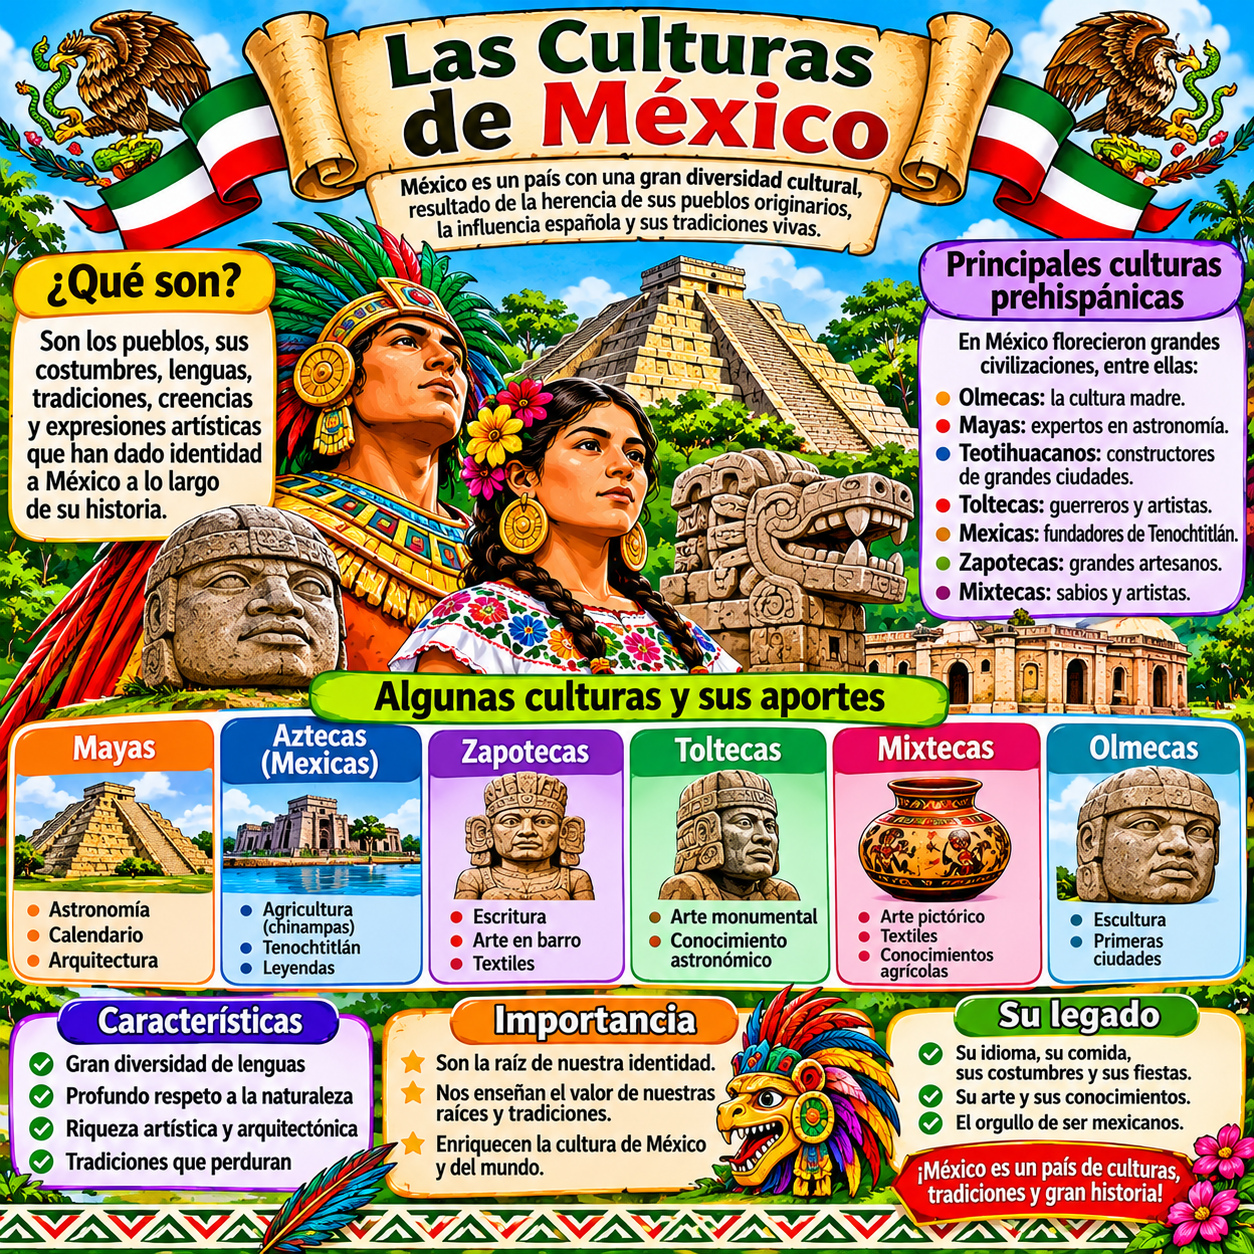 Las Culturas
de México
México es un país con una gran diversidad cultural,
resultado de la herencia de sus pueblos originarios,
la influencia española y sus tradiciones vivas.
¿Qué son?
Son los pueblos, sus
costumbres, lenguas,
tradiciones, creencias
y expresiones artísticas
que han dado identidad
a México a lo largo
de su historia.
Principales culturas
prehispánicas
En México florecieron grandes
civilizaciones, entre ellas:
Olmecas: la cultura madre.
Mayas: expertos en astronomía.
Teotihuacanos: constructores
de grandes ciudades.
Toltecas: guerreros y artistas.
Mexicas: fundadores de Tenochtitlán.
Zapotecas: grandes artesanos.
Mixtecas: sabios y artistas.
Algunas culturas y sus aportes
Mayas
Astronomía
Calendario
Arquitectura
Aztecas
(Mexicas)
Agricultura
(chinampas)
Tenochtitlán
Leyendas
Zapotecas
Escritura
Arte en barro
Textiles
Toltecas
Arte monumental
Conocimiento
astronómico
Mixtecas
Arte pictórico
Textiles
Conocimientos
agrícolas
Olmecas
Escultura
Primeras
ciudades
Características
Gran diversidad de lenguas
Profundo respeto a la naturaleza
Riqueza artística y arquitectónica
Tradiciones que perduran
Importancia
Son la raíz de nuestra identidad.
Nos enseñan el valor de nuestras
raíces y tradiciones.
Enriquecen la cultura de México
y del mundo.
Su legado
Su idioma, su comida,
sus costumbres y sus fiestas.
Su arte y sus conocimientos.
El orgullo de ser mexicanos.
¡México es un país de culturas,
tradiciones y gran historia!